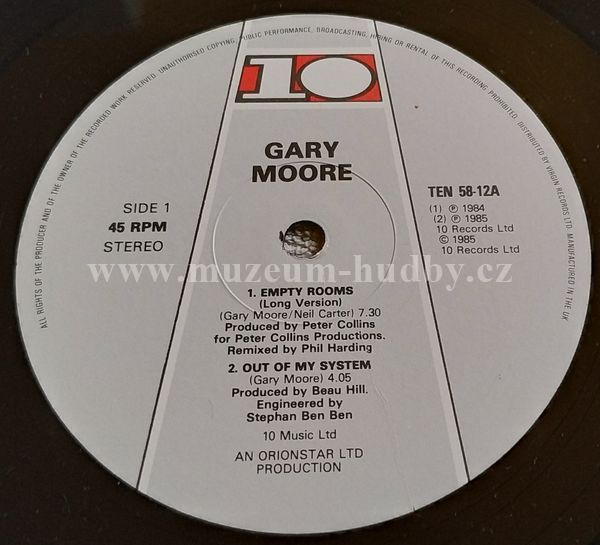 ALL RIGHTS OF THE PRODUCER AND OF THE OWNER OF THE RECORDED WORK RESERVED. UNAUTHORISED COPYING, PUBLIC PERFORMANCE, BROADCASTING, HIRING OR RENTAL OF THIS RECORDING PROHIBITED. DISTRIBUTED BY VIRGIN RECORDS LTD. MANUFACTURED IN THE UK
10
GARY
MOORE
SIDE 1
45 RPM
STEREO
TEN 58-12A
(1) ℗ 1984
(2) ℗ 1985
10 Records Ltd
© 1985
10 Records Ltd
www.muzeum-hudby.cz
1. EMPTY ROOMS
(Long Version)
(Gary Moore/Neil Carter) 7.30
Produced by Peter Collins
for Peter Collins Productions.
Remixed by Phil Harding
2. OUT OF MY SYSTEM
(Gary Moore) 4.05
Produced by Beau Hill.
Engineered by
Stephan Ben Ben
10 Music Ltd
AN ORIONSTAR LTD
PRODUCTION